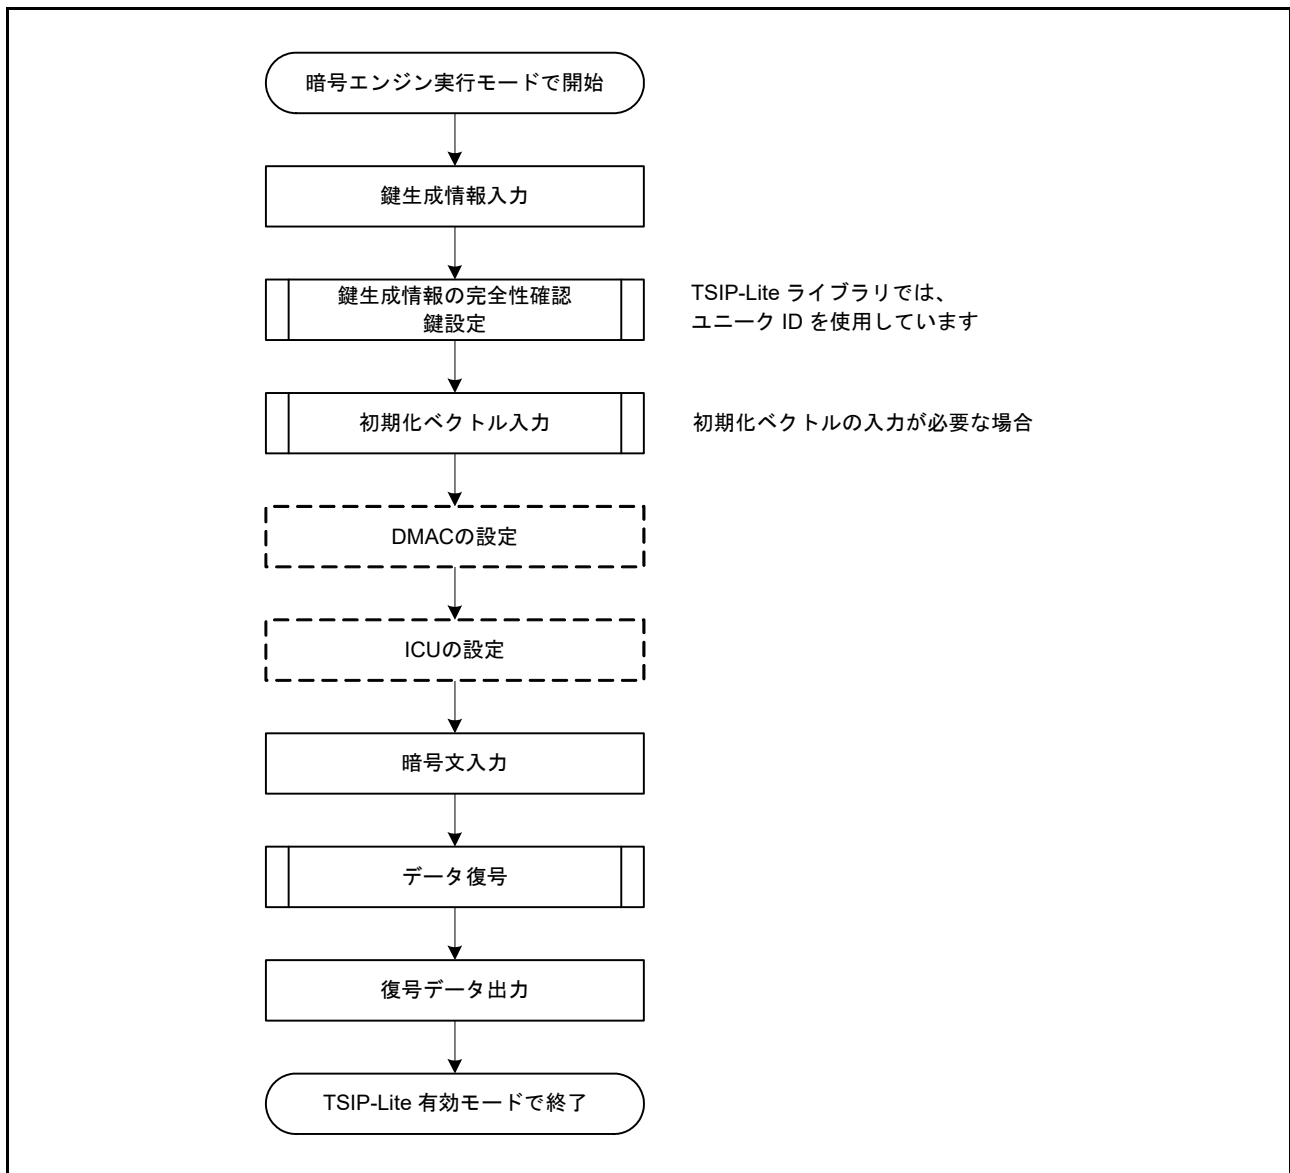 暗号エンジン実行モードで開始
鍵生成情報入力
鍵生成情報の完全性確認
鍵設定
TSIP-Lite ライブラリでは、
ユニーク ID を使用しています
初期化ベクトル入力
初期化ベクトルの入力が必要な場合
DMACの設定
ICUの設定
暗号文入力
データ復号
復号データ出力
TSIP-Lite 有効モードで終了